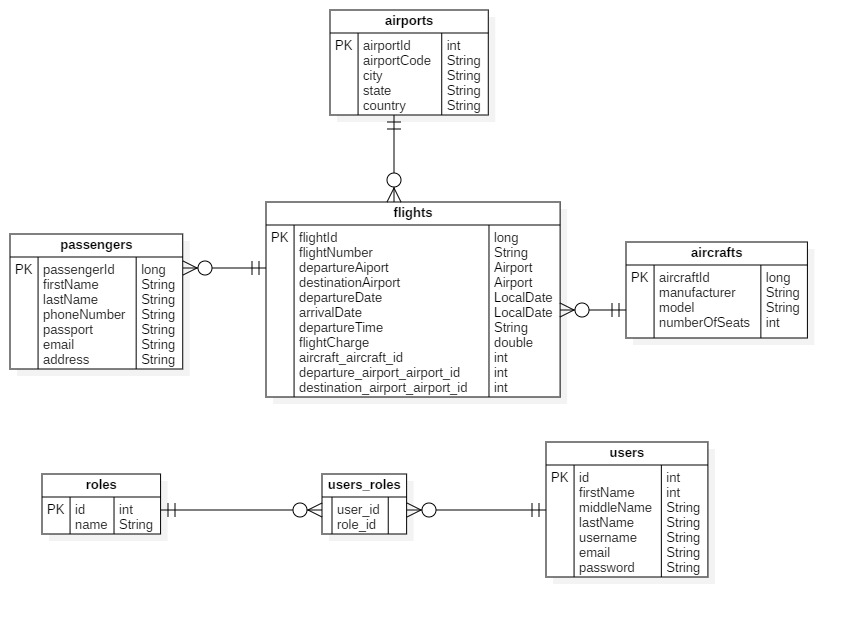 airports
PK airportId int
airportCode String
city String
state String
country String
flights
PK flightId long
flightNumber String
departureAiport Airport
destinationAirport Airport
departureDate LocalDate
arrivalDate LocalDate
departureTime String
flightCharge double
aircraft_aircraft_id int
departure_airport_airport_id int
destination_airport_airport_id int
passengers
PK passengerId long
firstName String
lastName String
phoneNumber String
passport String
email String
address String
aircrafts
PK aircraftId long
manufacturer String
model String
numberOfSeats int
roles
PK id int
name String
users_roles
user_id
role_id
users
PK id int
firstName int
middleName String
lastName String
username String
email String
password String